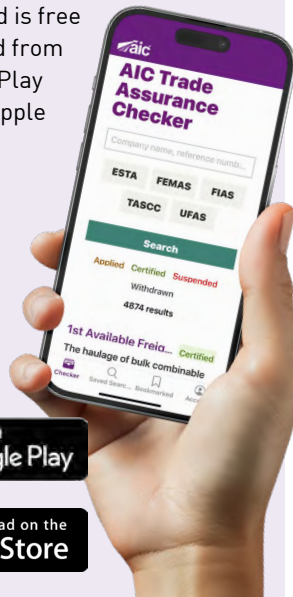 d is free
d from
Play
pple
aic
AIC Trade
Assurance
Checker
Company name, reference numb...
ESTA FEMAS FIAS
TASCC UFAS
Search
Applied Certified Suspended
Withdrawn
4874 results
1st Available Freig... Certified
The haulage of bulk combinable
Checker Saved Searc... Bookmarked
gle Play
ad on the
Store